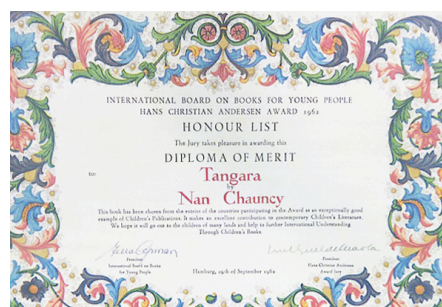 INTERNATIONAL BOARD ON BOOKS FOR YOUNG PEOPLE
HANS CHRISTIAN ANDERSEN AWARD 1962
HONOUR LIST
The Jury takes pleasure in awarding this
DIPLOMA OF MERIT
to:
Tangara
by
Nan Chauncy
This book has been chosen from the entries of the countries participating in the Award as an exceptionally good
example of Children's Publications. It makes an excellent contribution to contemporary Children's Literature.
We hope it will go out to the children of many lands and help to further International Understanding
Through Children's Books.
President
International Board on Books
for Young People
Hamburg, 29th of September 1962
President
Hans Christian Andersen
Award Jury